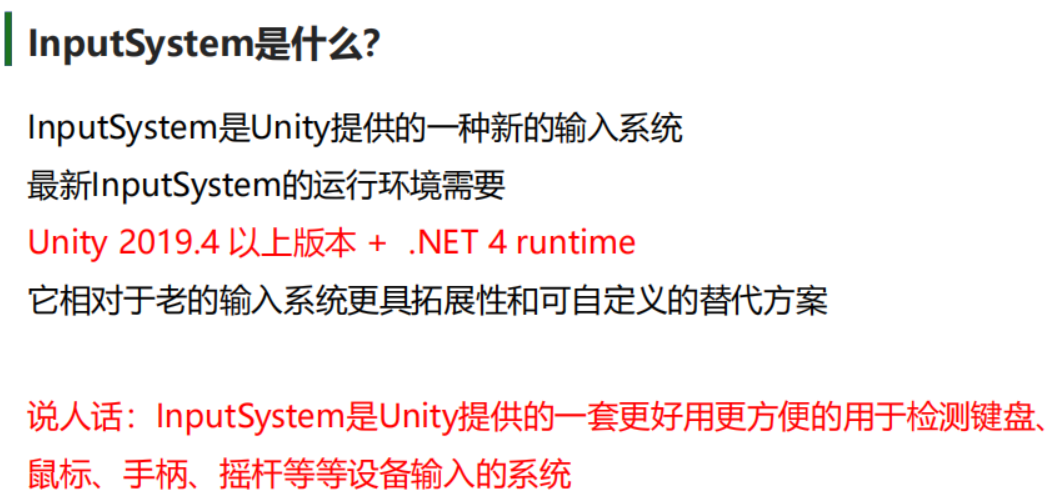 InputSystem是什么?
InputSystem是Unity提供的一种新的输入系统
最新InputSystem的运行环境需要
Unity 2019.4 以上版本 + .NET 4 runtime
它相对于老的输入系统更具拓展性和可自定义的替代方案
说人话：InputSystem是Unity提供的一套更好用更方便的用于检测键盘、
鼠标、手柄、摇杆等等设备输入的系统